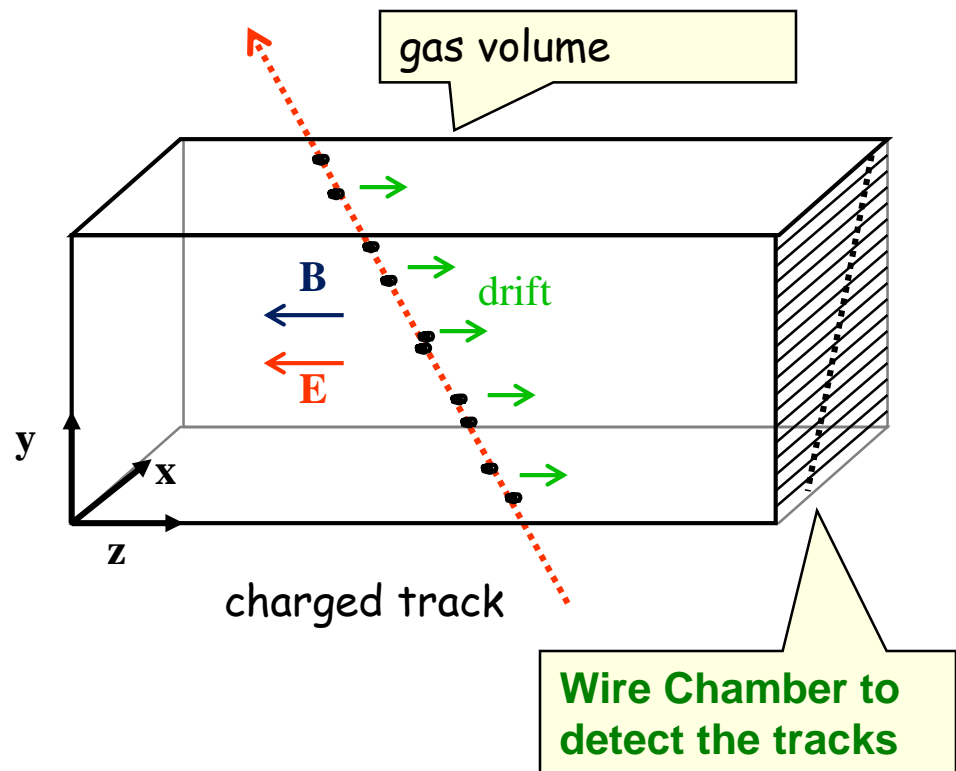 gas volume
B
drift
E
y
x
z
charged track
Wire Chamber to
detect the tracks